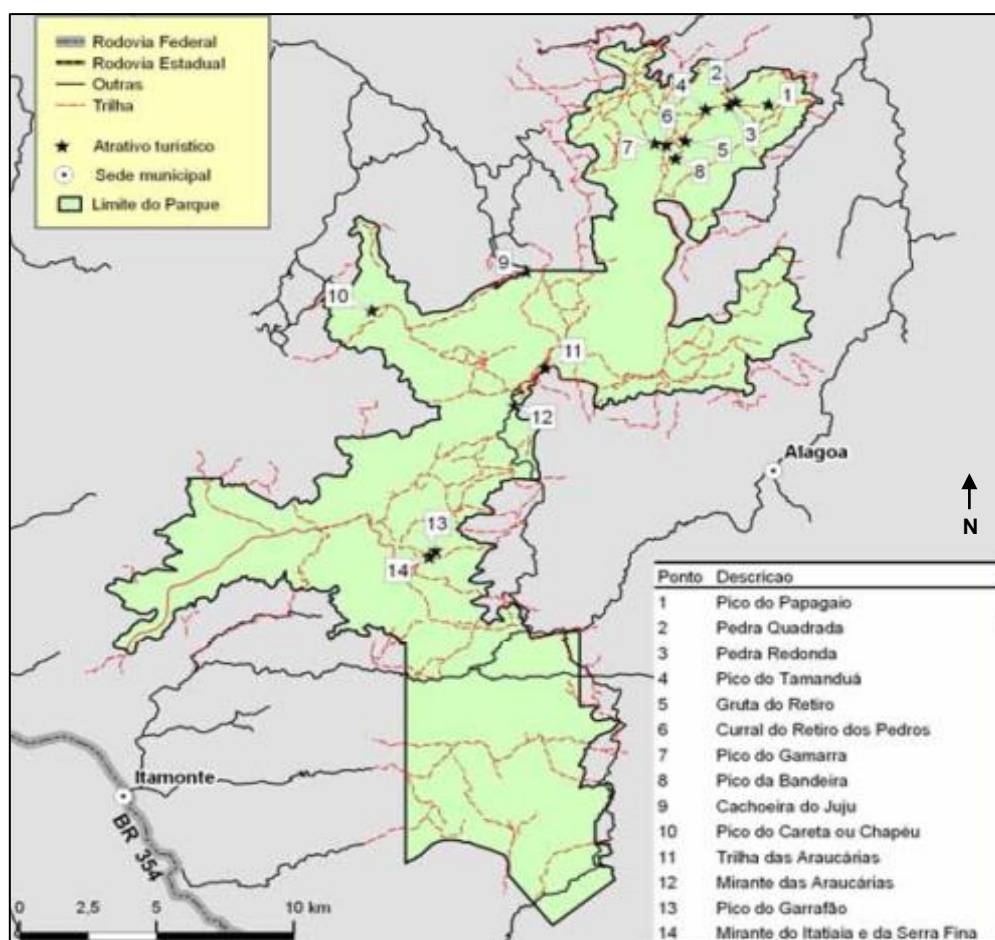 Rodovia Federal
Rodovia Estadual
Outras
Trilha
Atrativo turístico
Sede municipal
Limite do Parque
2
4
1
6
3
7
5
8
9
10
11
12
Alagoa
N
13
14
Itamonte
BR 354
0 2,5 5 10 km
Ponto Descricao
1 Pico do Papagaio
2 Pedra Quadrada
3 Pedra Redonda
4 Pico do Tamanduá
5 Gruta do Retiro
6 Curral do Retiro dos Pedros
7 Pico do Gamarra
8 Pico da Bandeira
9 Cachoeira do Juju
10 Pico do Careta ou Chapéu
11 Trilha das Araucárias
12 Mirante das Araucárias
13 Pico do Garrafão
14 Mirante do Itatiaia e da Serra Fina